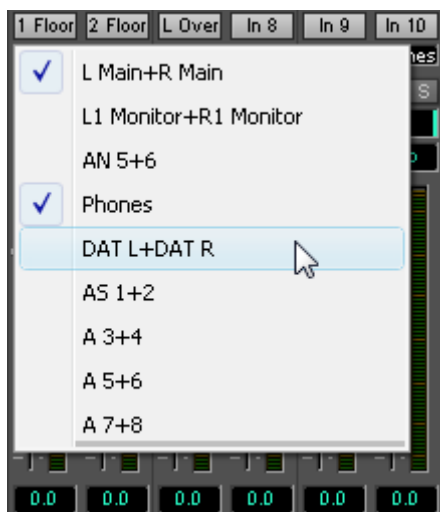 1 Floor 2 Floor L Over In 8 In 9 In 10
L Main+R Main
S
L1 Monitor+R1 Monitor
AN 5+6
Phones
DAT L+DAT R
AS 1+2
A 3+4
A 5+6
A 7+8
0.0 0.0 0.0 0.0 0.0 0.0